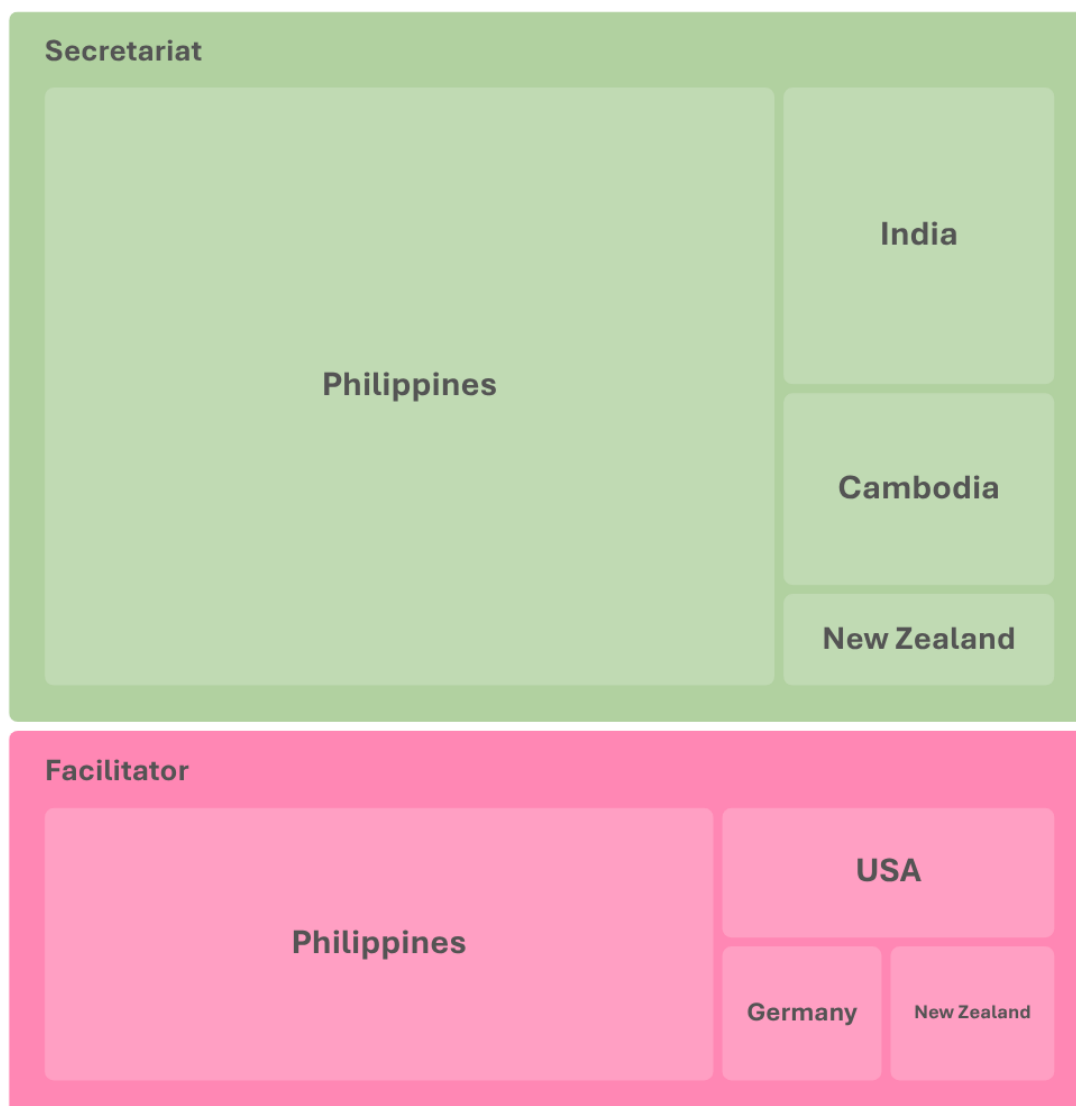 Secretariat
Philippines
India
Cambodia
New Zealand
Facilitator
Philippines
USA
Germany
New Zealand